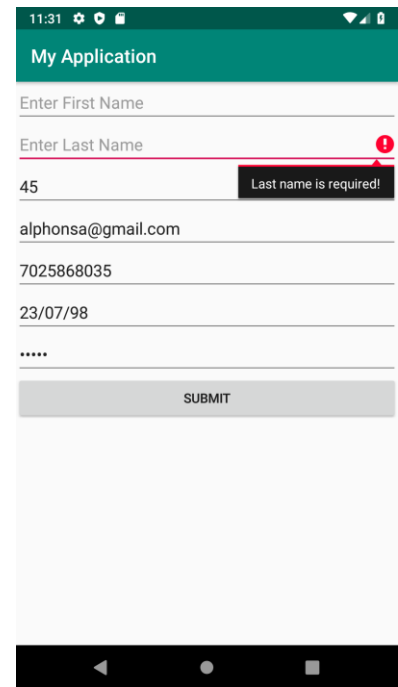 11:31
My Application
Enter First Name
Enter Last Name
45
Last name is required!
alphonsa@gmail.com
7025868035
23/07/98
•••••
SUBMIT